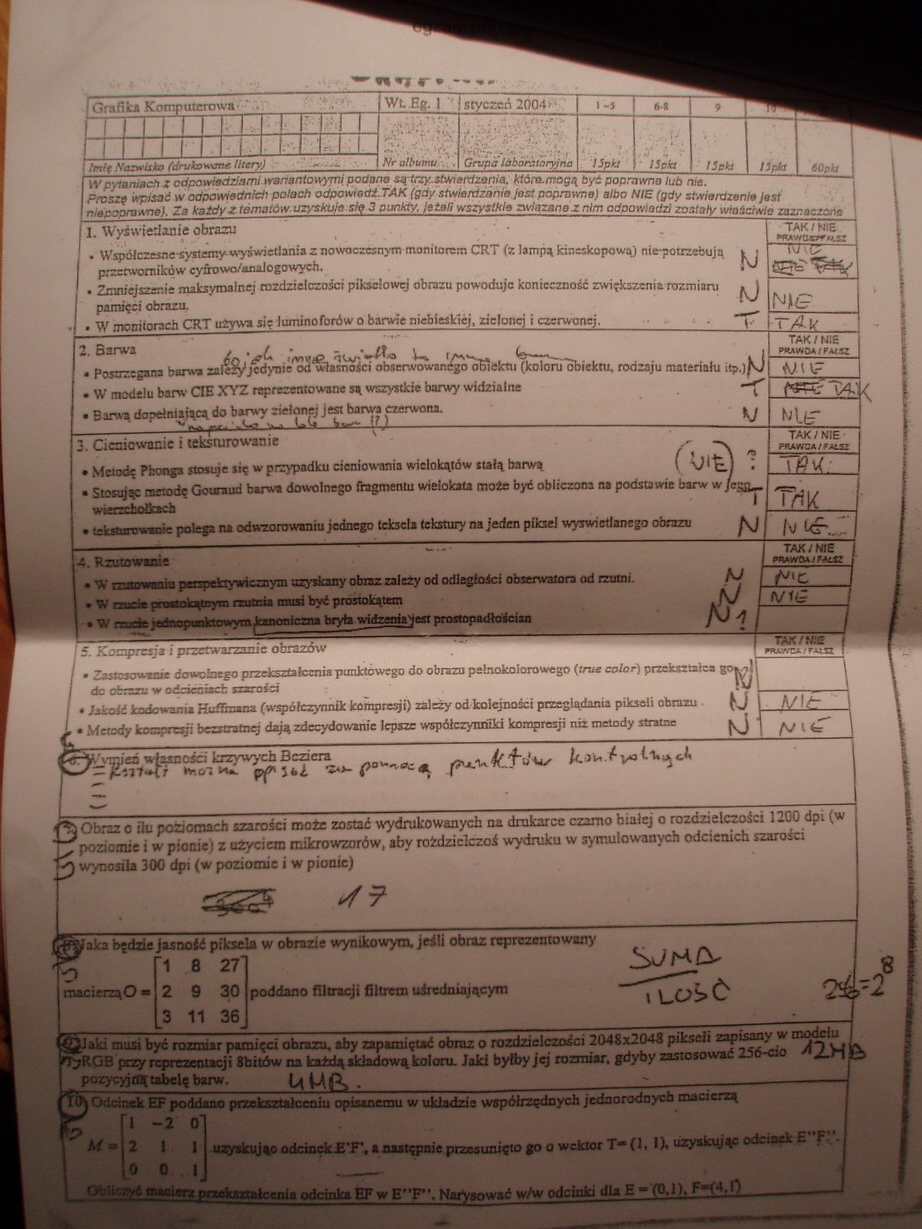 Grafika Komputerowa
Wt. Eg. 1
styczeń 2004
1-5
6-8
9
10
Imię Nazwisko (drukowane litery)
Nr albumu
Grupa laboratoryjna
15pkt
15pkt
15pkt
15pkt
60pkt
W pytaniach z odpowiedziami wariantowymi podane są trzy stwierdzenia, które mogą być poprawne lub nie.
Proszę wpisać w odpowiednich polach odpowiedź TAK (gdy stwierdzenie jest poprawne) albo NIE (gdy stwierdzenie jest
niepoprawne). Za każdy z tematów uzyskuje się 3 punkty, jeżeli wszystkie związane z nim odpowiedzi zostały właściwie zaznaczone
1. Wyświetlanie obrazu
TAK / NIE
PRAWDA/FAŁSZ
• Współczesne systemy wyświetlania z nowoczesnym monitorem CRT (z lampą kineskopową) nie potrzebują
przetworników cyfrowo/analogowych.
N
NIE
• Zmniejszenie maksymalnej rozdzielczości pikselowej obrazu powoduje konieczność zwiększenia rozmiaru
pamięci obrazu.
N
NIE
• W monitorach CRT używa się luminoforów o barwie niebieskiej, zielonej i czerwonej.
T
TAK
2. Barwa
TAK / NIE
PRAWDA / FAŁSZ
• Postrzegana barwa zależy jedynie od własności obserwowanego obiektu (koloru obiektu, rodzaju materiału itp.)
N
NIE
• W modelu barw CIE XYZ reprezentowane są wszystkie barwy widzialne
T
TAK
• Barwą dopełniającą do barwy zielonej jest barwa czerwona.
N
NIE
3. Cieniowanie i teksturowanie
TAK / NIE
PRAWDA / FAŁSZ
• Metodę Phonga stosuje się w przypadku cieniowania wielokątów stałą barwą
(NIE) ?
TAK
• Stosując metodę Gouraud barwa dowolnego fragmentu wielokata może być obliczona na podstawie barw w jego
wierzchołkach
T
TAK
• teksturowanie polega na odwzorowaniu jednego teksela tekstury na jeden piksel wyswietlanego obrazu
N
NIE
4. Rzutowanie
TAK / NIE
PRAWDA / FAŁSZ
• W rzutowaniu perspektywicznym uzyskany obraz zależy od odległości obserwatora od rzutni.
N
NIE
• W rzucie prostokątnym rzutnia musi być prostokątem
N
NIE
• W rzucie jednopunktowym kanoniczna bryła widzenia jest prostopadłościan
N?
5. Kompresja i przetwarzanie obrazów
TAK / NIE
PRAWDA / FAŁSZ
• Zastosowanie dowolnego przekształcenia punktowego do obrazu pełnokolorowego (true color) przekształca go
do obrazu w odcieniach szarości
N
• Jakość kodowania Huffmana (współczynnik kompresji) zależy od kolejności przeglądania pikseli obrazu
N
NIE
• Metody kompresji bezstratnej dają zdecydowanie lepsze współczynniki kompresji niż metody stratne
N
NIE
6. Wymień własności krzywych Beziera
– kształt można opisać za pomocą punktów kontrolnych
7. Obraz o ilu poziomach szarości może zostać wydrukowanych na drukarce czarno białej o rozdzielczości 1200 dpi (w
poziomie i w pionie) z użyciem mikrowzorów, aby rozdzielczoś wydruku w symulowanych odcienich szarości
wynosiła 300 dpi (w poziomie i w pionie)
17
8. Jaka będzie jasność piksela w obrazie wynikowym, jeśli obraz reprezentowany
macierzą O = [1 8 27
2 9 30
3 11 36] poddano filtracji filtrem uśredniającym
SUMA
ILOŚĆ
256=2^8
9. Jaki musi być rozmiar pamięci obrazu, aby zapamiętać obraz o rozdzielczości 2048x2048 pikseli zapisany w modelu
RGB przy reprezentacji 8bitów na każdą składową koloru. Jaki byłby jej rozmiar, gdyby zastosować 256-cio
12MB
pozycyjną tabelę barw.
4MB.
10. Odcinek EF poddano przekształceniu opisanemu w układzie współrzędnych jednorodnych macierzą
M = [1 -2 0
2 1 1
0 0 1] uzyskując odcinek E'F', a następnie przesunięto go o wektor T= (1, 1), uzyskując odcinek E''F''.
Obliczyć macierz przekształcenia odcinka EF w E''F''. Narysować w/w odcinki dla E = (0,1), F=(4,1)